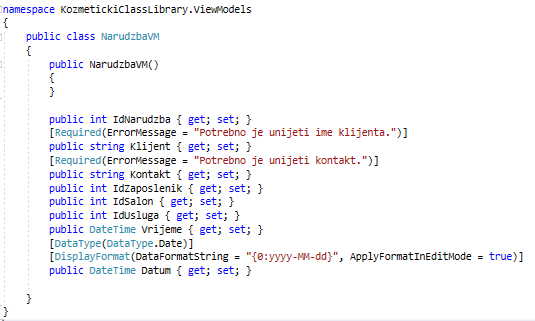 namespace KozmetickiClassLibrary.ViewModels
{
public class NarudzbaVM
{
public NarudzbaVM()
{
}
public int IdNarudzba { get; set; }
[Required(ErrorMessage = "Potrebno je unijeti ime klijenta.")]
public string Klijent { get; set; }
[Required(ErrorMessage = "Potrebno je unijeti kontakt.")]
public string Kontakt { get; set; }
public int IdZaposlenik { get; set; }
public int IdSalon { get; set; }
public int IdUsluga { get; set; }
public DateTime Vrijeme { get; set; }
[DataType(DataType.Date)]
[DisplayFormat(DataFormatString = "{0:yyyy-MM-dd}", ApplyFormatInEditMode = true)]
public DateTime Datum { get; set; }
}
}